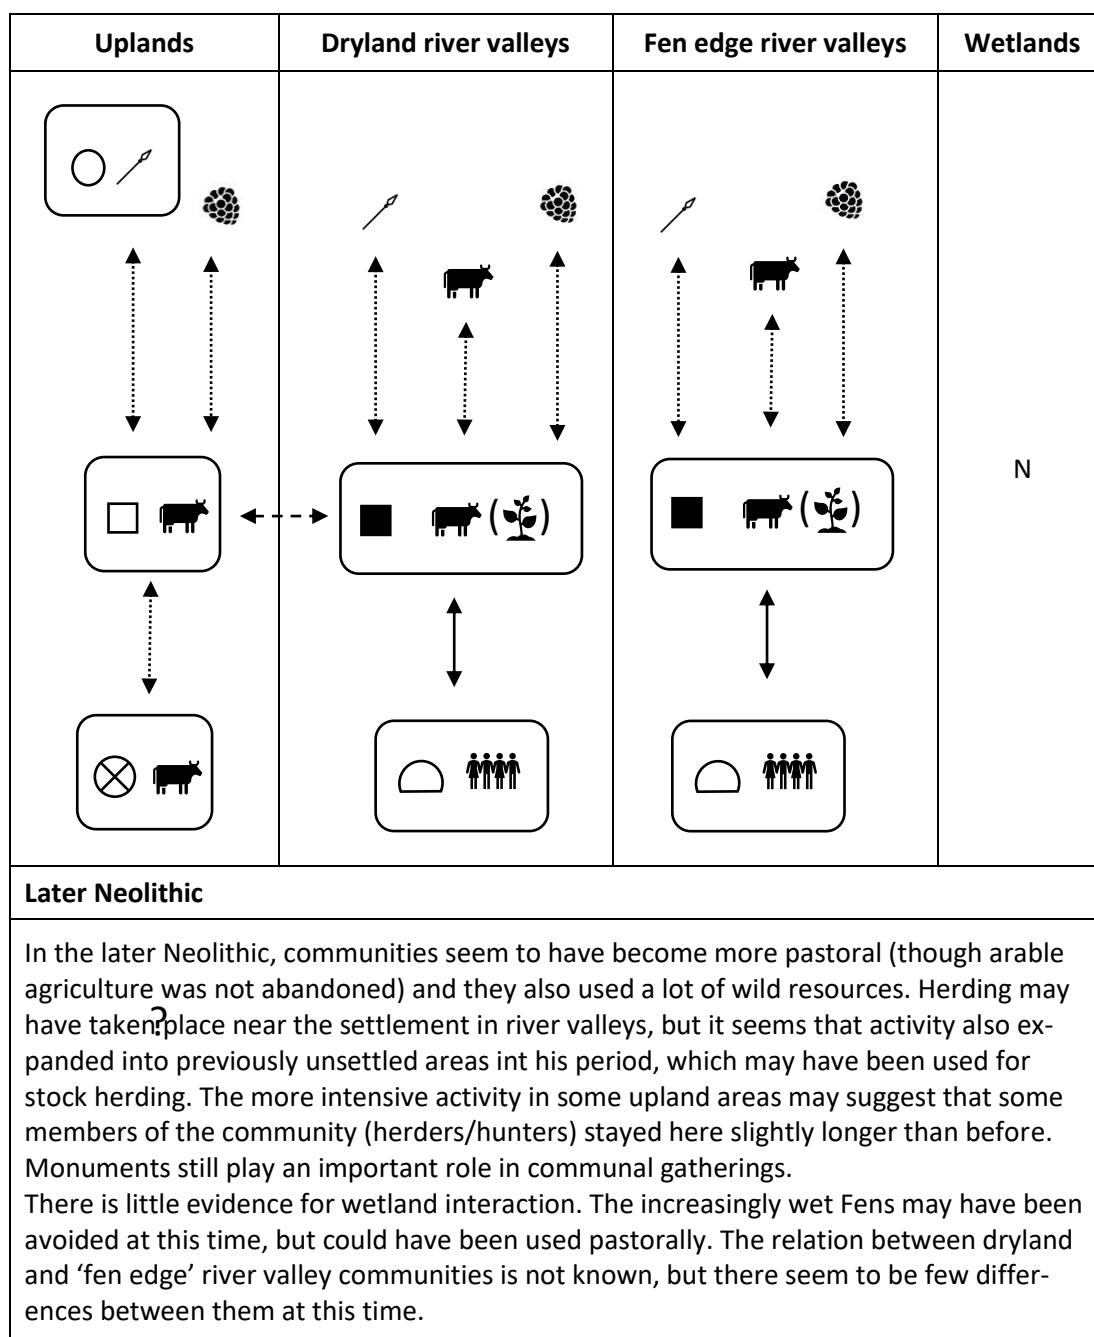 Uplands
Dryland river valleys
Fen edge river valleys
Wetlands
( )
( )
N
Later Neolithic
In the later Neolithic, communities seem to have become more pastoral (though arable
agriculture was not abandoned) and they also used a lot of wild resources. Herding may
have taken?place near the settlement in river valleys, but it seems that activity also ex-
panded into previously unsettled areas int his period, which may have been used for
stock herding. The more intensive activity in some upland areas may suggest that some
members of the community (herders/hunters) stayed here slightly longer than before.
Monuments still play an important role in communal gatherings.
There is little evidence for wetland interaction. The increasingly wet Fens may have been
avoided at this time, but could have been used pastorally. The relation between dryland
and ‘fen edge’ river valley communities is not known, but there seem to be few differ-
ences between them at this time.